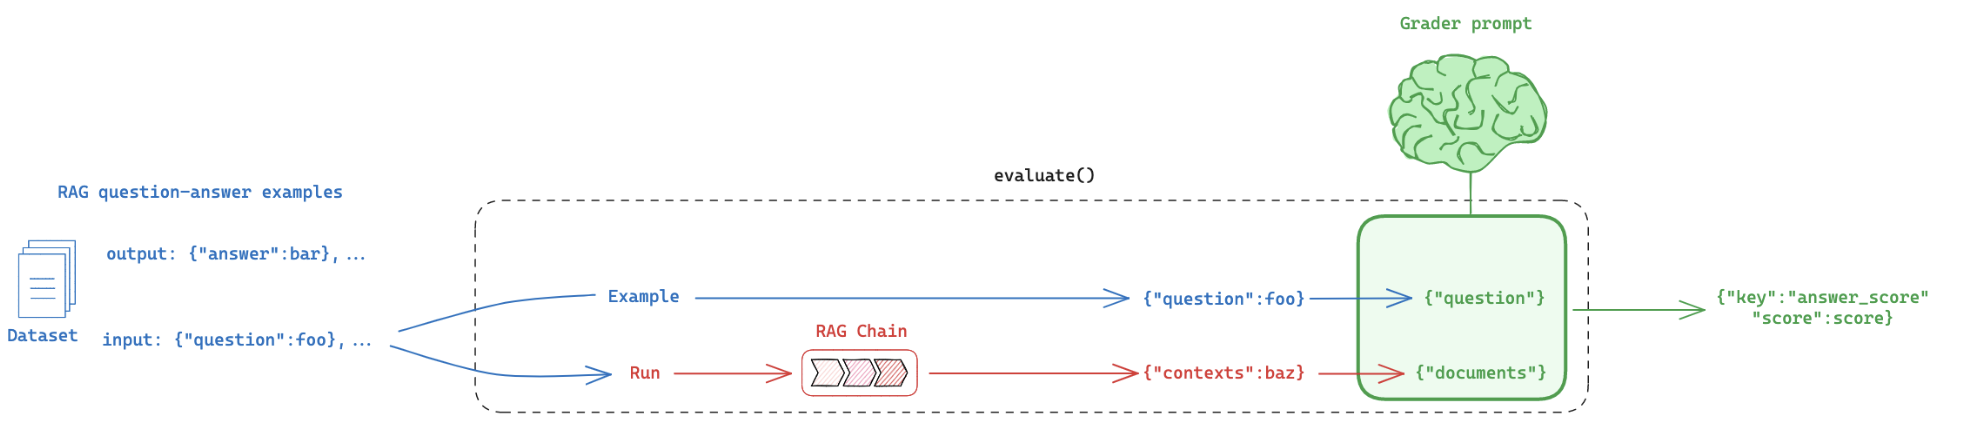 Grader prompt
evaluate()
RAG question-answer examples
output: {"answer":bar}, ...
Dataset
input: {"question":foo}, ...
Example
{"question":foo}
{"question"}
{"key":"answer_score"
"score":score}
RAG Chain
Run
{"contexts":baz}
{"documents"}